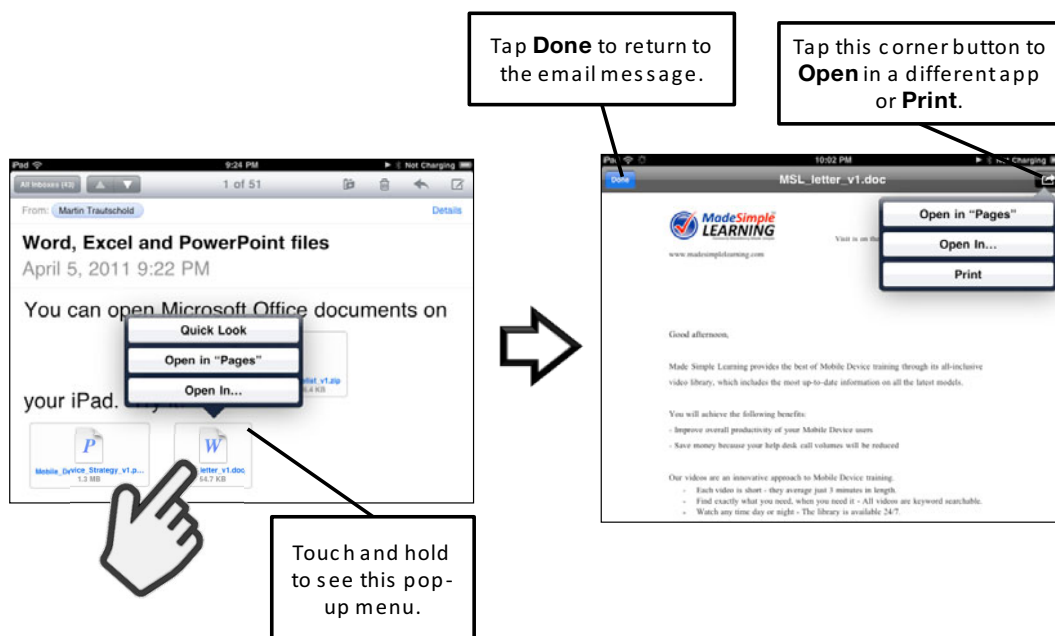 Tap Done to return to
the email message.
Tap this corner button to
Open in a different app
or Print.
iPad
9:24 PM
Not Charging
All Inboxes (43)
1 of 51
From: Martin Trautschold
Details
Word, Excel and PowerPoint files
April 5, 2011 9:22 PM
You can open Microsoft Office documents on
Quick Look
Open in "Pages"
Open In...
your iPad.
P
W
1.3 MB
64.7 KB
Touch and hold
to see this pop-
up menu.
10:02 PM
Charging
Done
MSL_letter_v1.doc
Open in "Pages"
Open In...
Print
MadeSimple
LEARNING
www.madesimplelearning.com
Visit us on the
Good afternoon,
Made Simple Learning provides the best of Mobile Device training through its all-inclusive
video library, which includes the most up-to-date information on all the latest models.
You will achieve the following benefits:
- Improve overall productivity of your Mobile Device users
- Save money because your help desk call volumes will be reduced
Our videos are an innovative approach to Mobile Device training.
- Each video is short - they average just 3 minutes in length.
- Find exactly what you need, when you need it - All videos are keyword searchable.
- Watch any time day or night - The library is available 24/7.